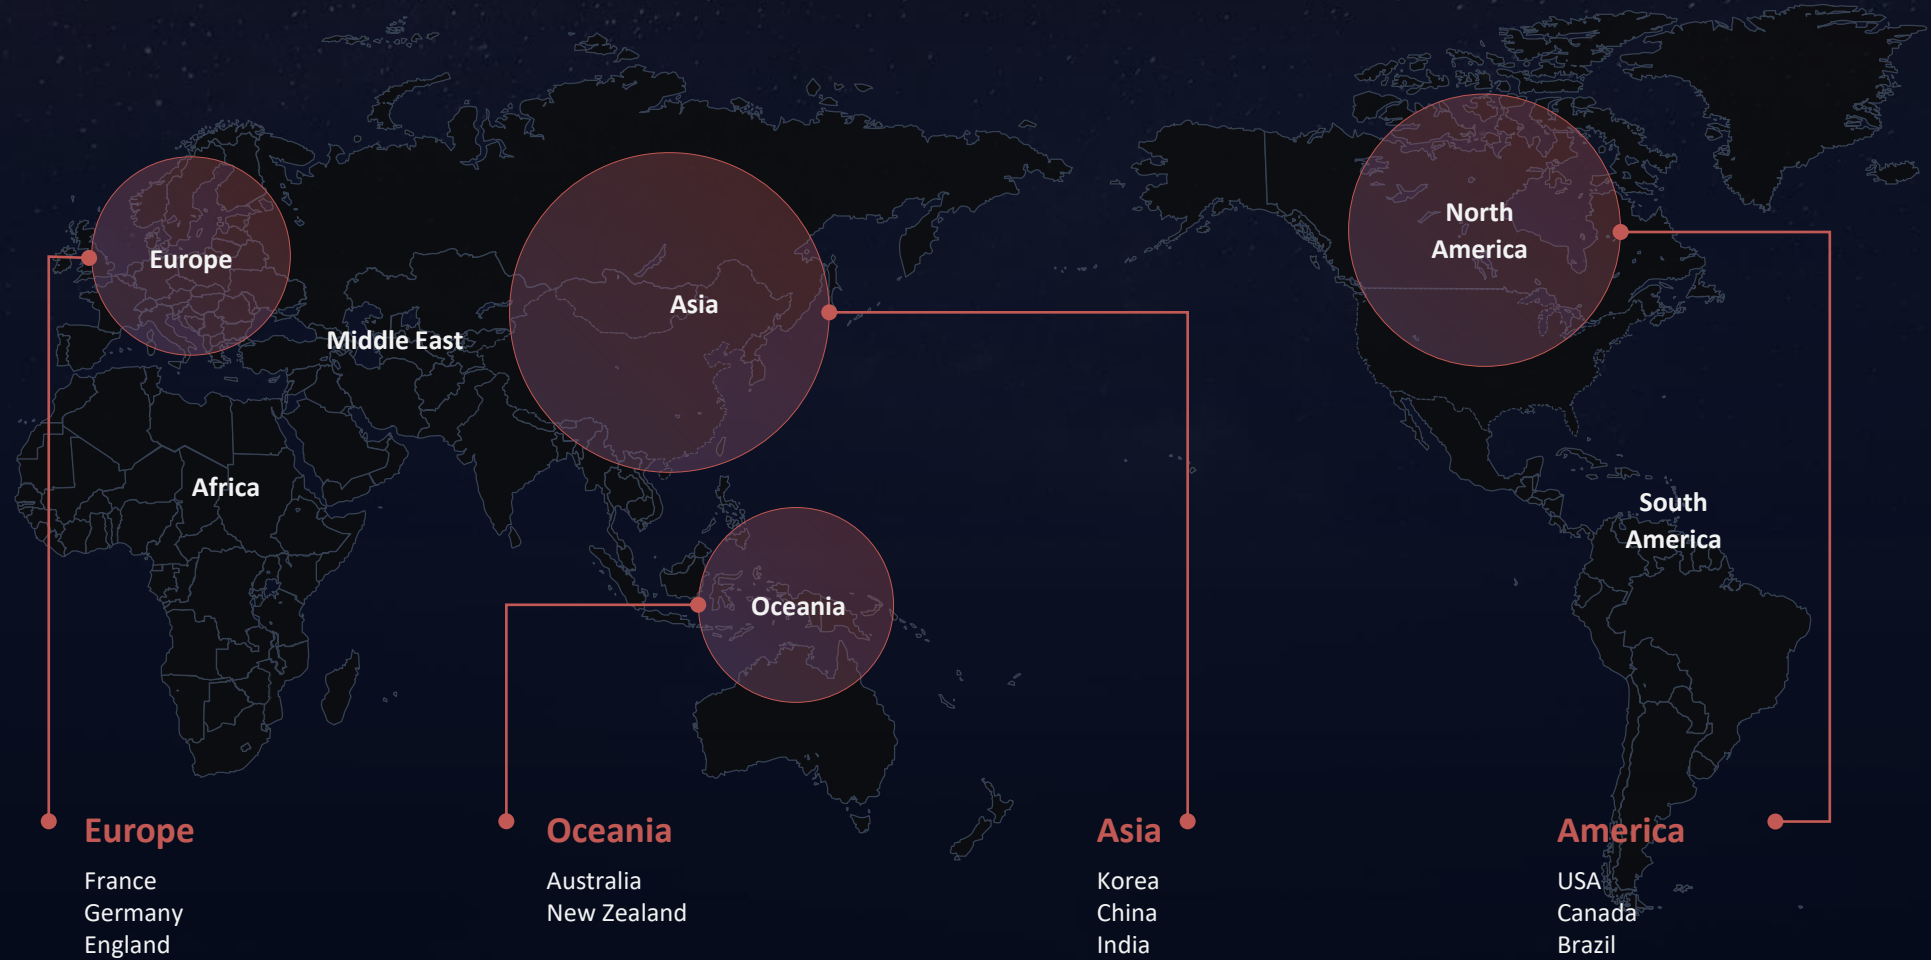 North
America
Europe
Asia
Middle East
Africa
South
America
Oceania
Europe
France
Germany
England
Oceania
Australia
New Zealand
Asia
Korea
China
India
America
USA
Canada
Brazil